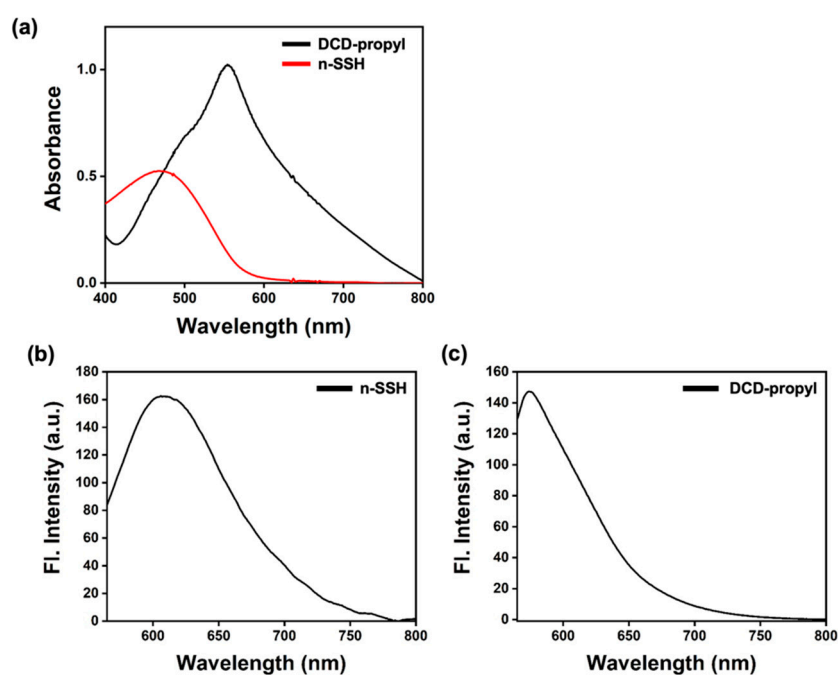 (a)
DCD-propyl
n-SSH
1.0
0.5
0.0
Absorbance
400 500 600 700 800
Wavelength (nm)
(b)
n-SSH
180
160
140
120
100
80
60
40
20
0
Fl. Intensity (a.u.)
600 650 700 750 800
Wavelength (nm)
(c)
DCD-propyl
160
140
120
100
80
60
40
20
0
Fl. Intensity (a.u.)
600 650 700 750 800
Wavelength (nm)